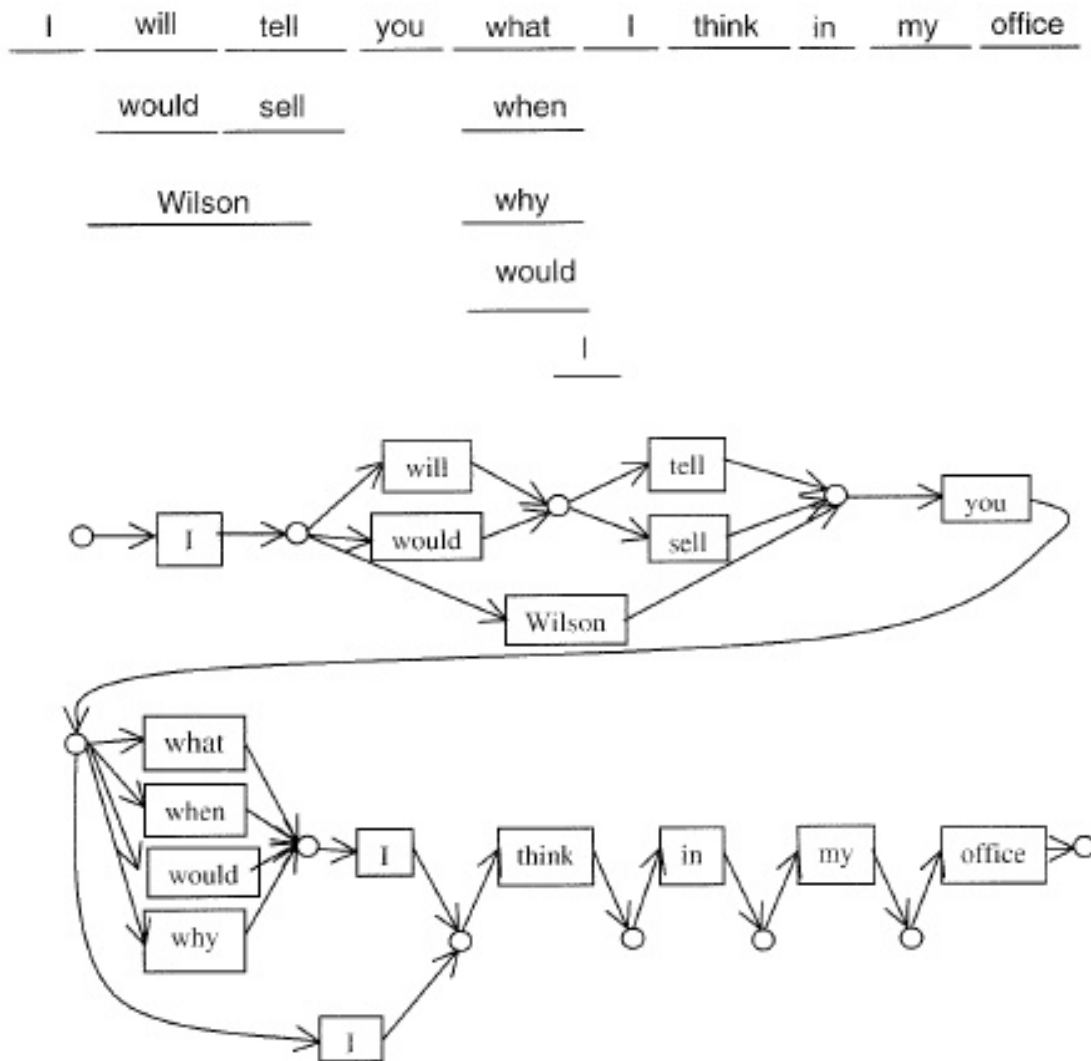 I will tell you what I think in my office
would sell when
Wilson why
would
I
will tell
I would sell you
Wilson
what
when
would I think in my office
why
I